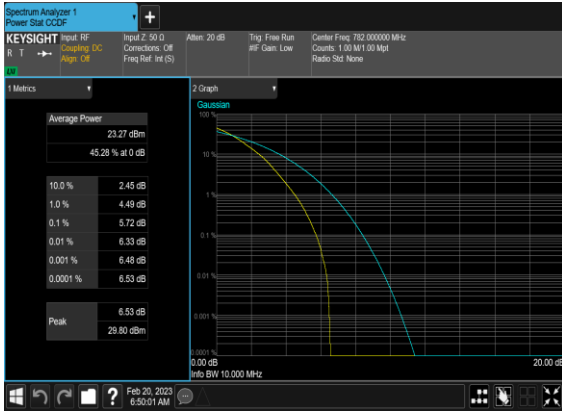 Spectrum Analyzer 1
Power Stat CCDF
+
KEYSIGHT
R T
LXI
Input: RF
Coupling: DC
Align: Off
Input Z: 50 Ω
Corrections: Off
Freq Ref: Int (S)
Atten: 20 dB
Trig: Free Run
#IF Gain: Low
Center Freq: 782.000000 MHz
Counts: 1.00 M/1.00 Mpt
Radio Std: None
1 Metrics
Average Power
23.27 dBm
45.28 % at 0 dB
10.0 % 2.45 dB
1.0 % 4.49 dB
0.1 % 5.72 dB
0.01 % 6.33 dB
0.001 % 6.48 dB
0.0001 % 6.53 dB
Peak
6.53 dB
29.80 dBm
2 Graph
Gaussian
100 %
10 %
1 %
0.1 %
0.01 %
0.001 %
0.0001 %
0.00 dB 20.00 dB
Info BW 10.000 MHz
?
Feb 20, 2023
6:50:01 AM